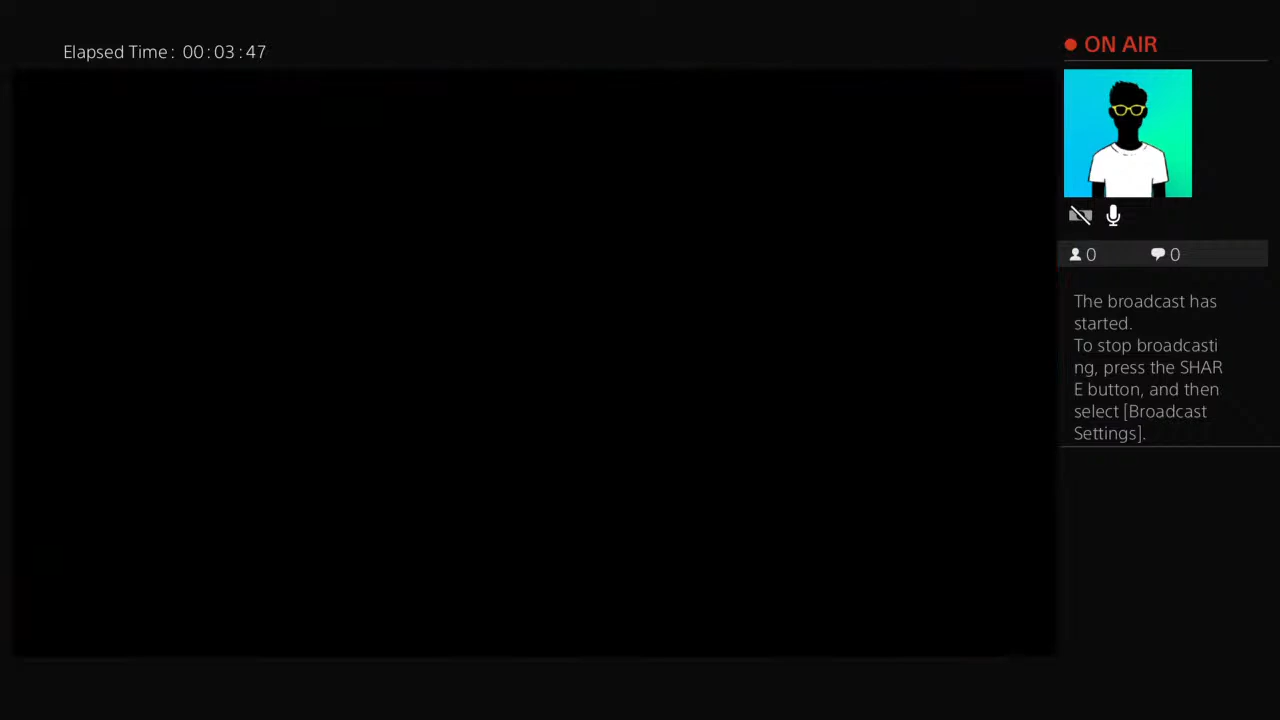 Elapsed Time: 00:03:47
ON AIR
0 0
The broadcast has
started.
To stop broadcasti
ng, press the SHAR
E button, and then
select [Broadcast
Settings].